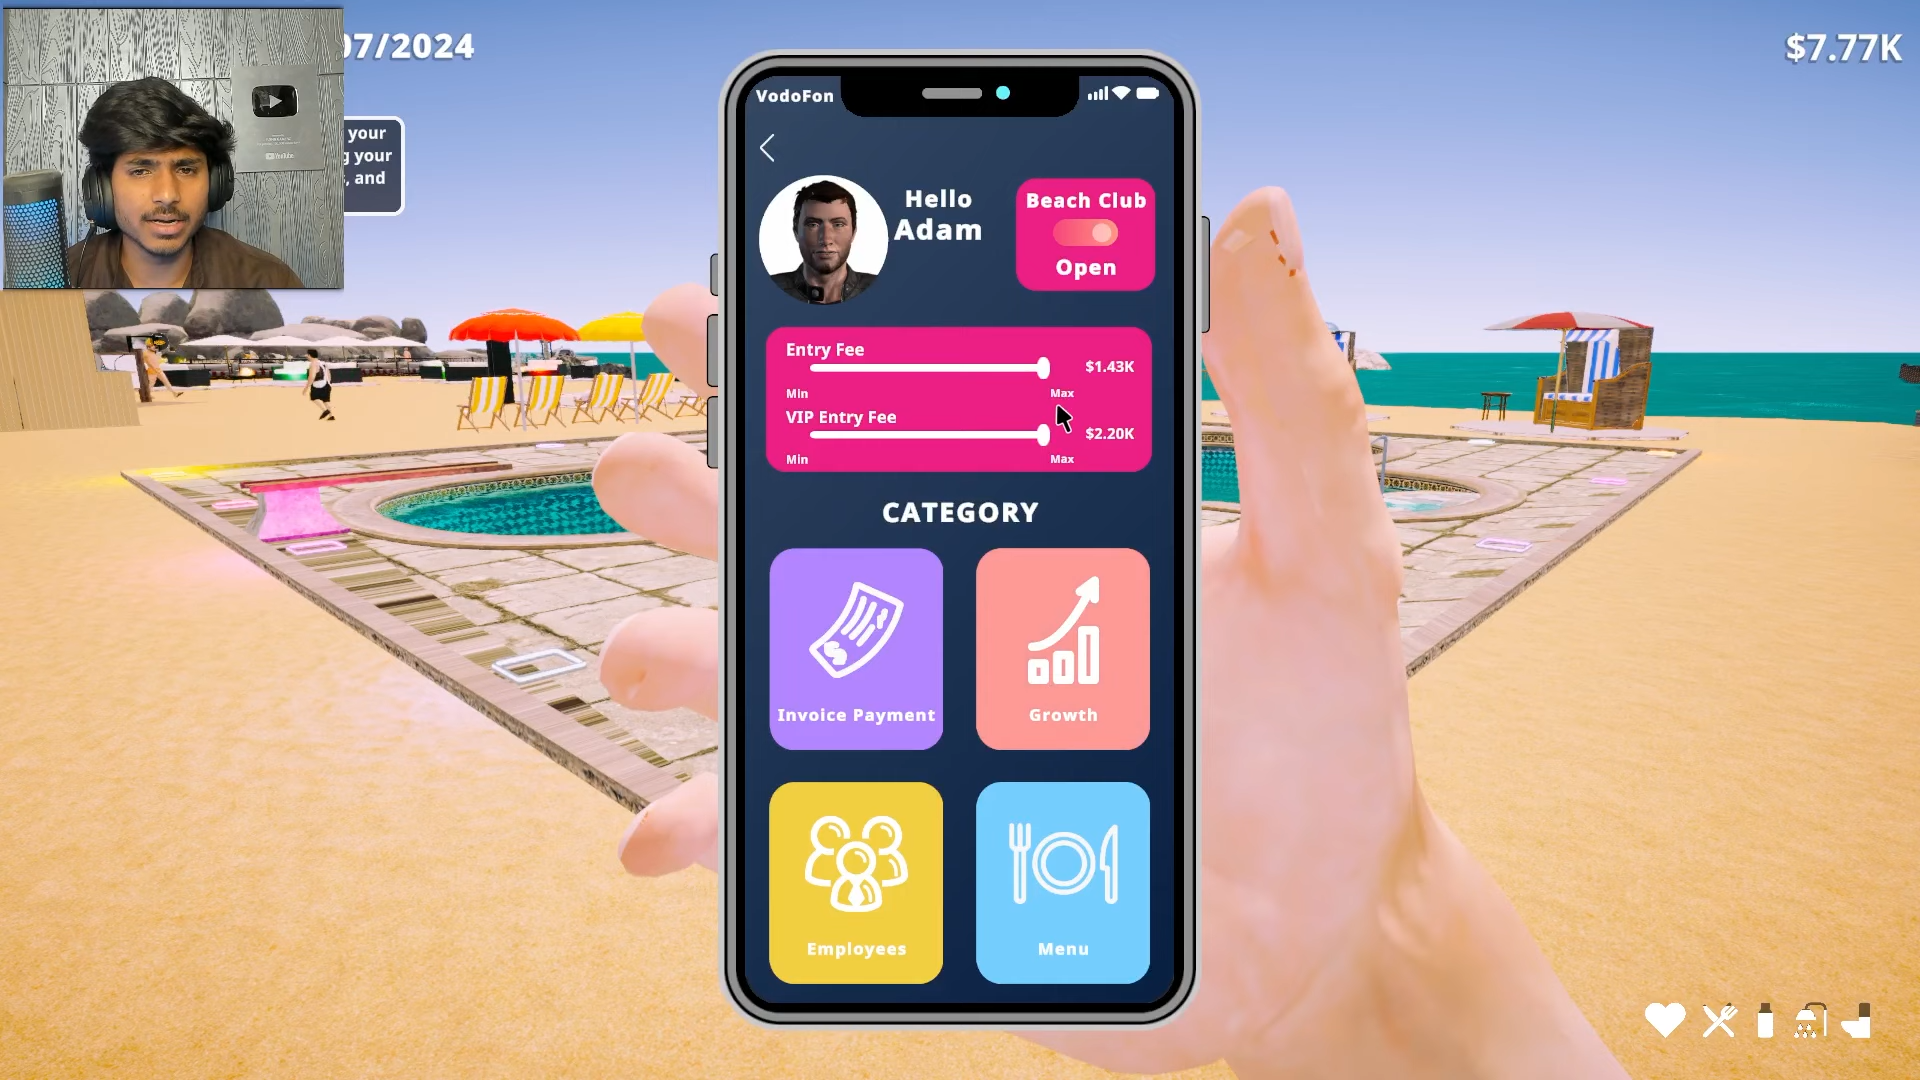 07/2024
$7.77K
your
g your
, and
YouTube
VodoFon
Hello
Adam
Beach Club
Open
Entry Fee
$1.43K
Min
Max
VIP Entry Fee
$2.20K
Min
Max
CATEGORY
Invoice Payment
Growth
Employees
Menu